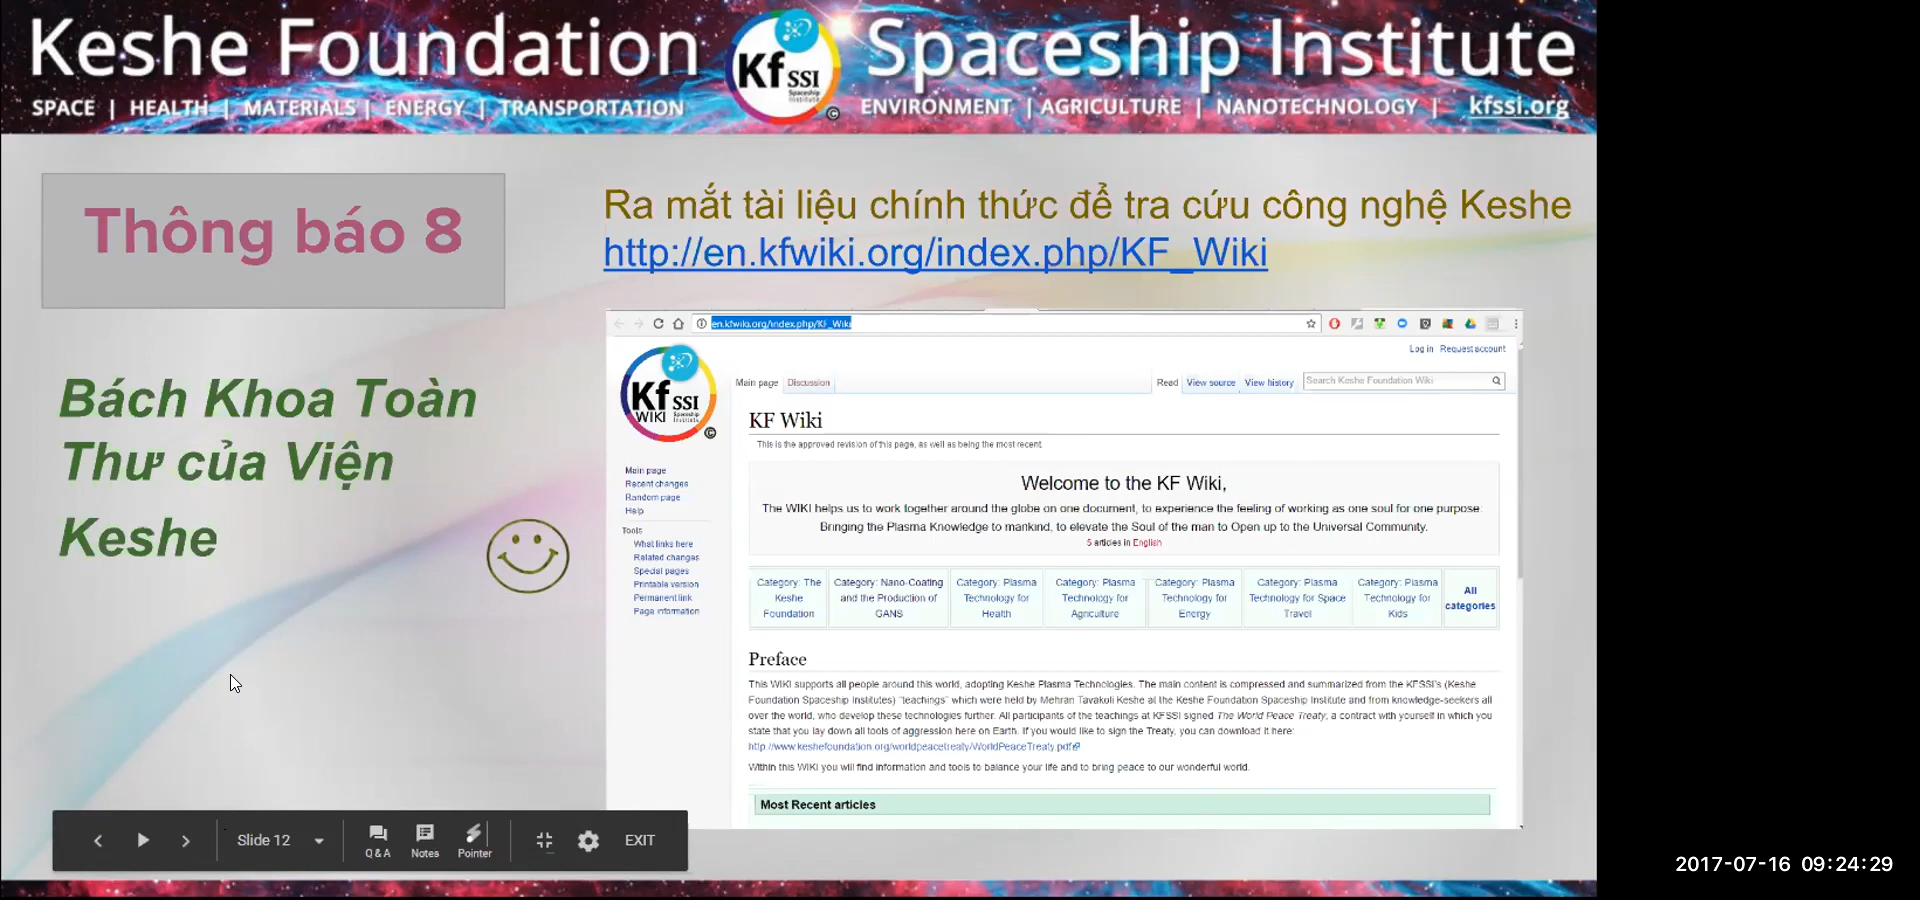 Keshe Foundation
Kf SSI
Spaceship Institute
©
Spaceship Institute
SPACE | HEALTH | MATERIALS | ENERGY | TRANSPORTATION
ENVIRONMENT | AGRICULTURE | NANOTECHNOLOGY | kfssi.org
Thông báo 8
Ra mắt tài liệu chính thức để tra cứu công nghệ Keshe
http://en.kfwiki.org/index.php/KF_Wiki
Bách Khoa Toàn
Thư của Viện
Keshe
en.kfwiki.org/index.php/KF_Wiki
Log in Request account
Kf SSI
WIKI Spaceship Institute
©
Main page Discussion
Read View source View history
Search Keshe Foundation Wiki
KF Wiki
This is the approved revision of this page, as well as being the most recent.
Main page
Recent changes
Random page
Help
Tools
What links here
Related changes
Special pages
Printable version
Permanent link
Page information
Welcome to the KF Wiki,
The WIKI helps us to work together around the globe on one document, to experience the feeling of working as one soul for one purpose:
Bringing the Plasma Knowledge to mankind, to elevate the Soul of the man to Open up to the Universal Community.
5 articles in English
Category: The
Keshe
Foundation
Category: Nano-Coating
and the Production of
GANS
Category: Plasma
Technology for
Health
Category: Plasma
Technology for
Agriculture
Category: Plasma
Technology for
Energy
Category: Plasma
Technology for Space
Travel
Category: Plasma
Technology for
Kids
All
categories
Preface
This WIKI supports all people around this world, adopting Keshe Plasma Technologies. The main content is compressed and summarized from the KFSSI's (Keshe
Foundation Spaceship Institutes) "teachings" which were held by Mehran Tavakoli Keshe at the Keshe Foundation Spaceship Institute and from knowledge-seekers all
over the world, who develop these technologies further. All participants of the teachings at KFSSI signed The World Peace Treaty, a contract with yourself in which you
state that you lay down all tools of aggression here on Earth. If you would like to sign the Treaty, you can download it here:
http://www.keshefoundation.org/worldpeacetreaty/WorldPeaceTreaty.pdf
Within this WIKI you will find information and tools to balance your life and to bring peace to our wonderful world.
Most Recent articles
Slide 12
Q & A
Notes
Pointer
EXIT
2017-07-16 09:24:29